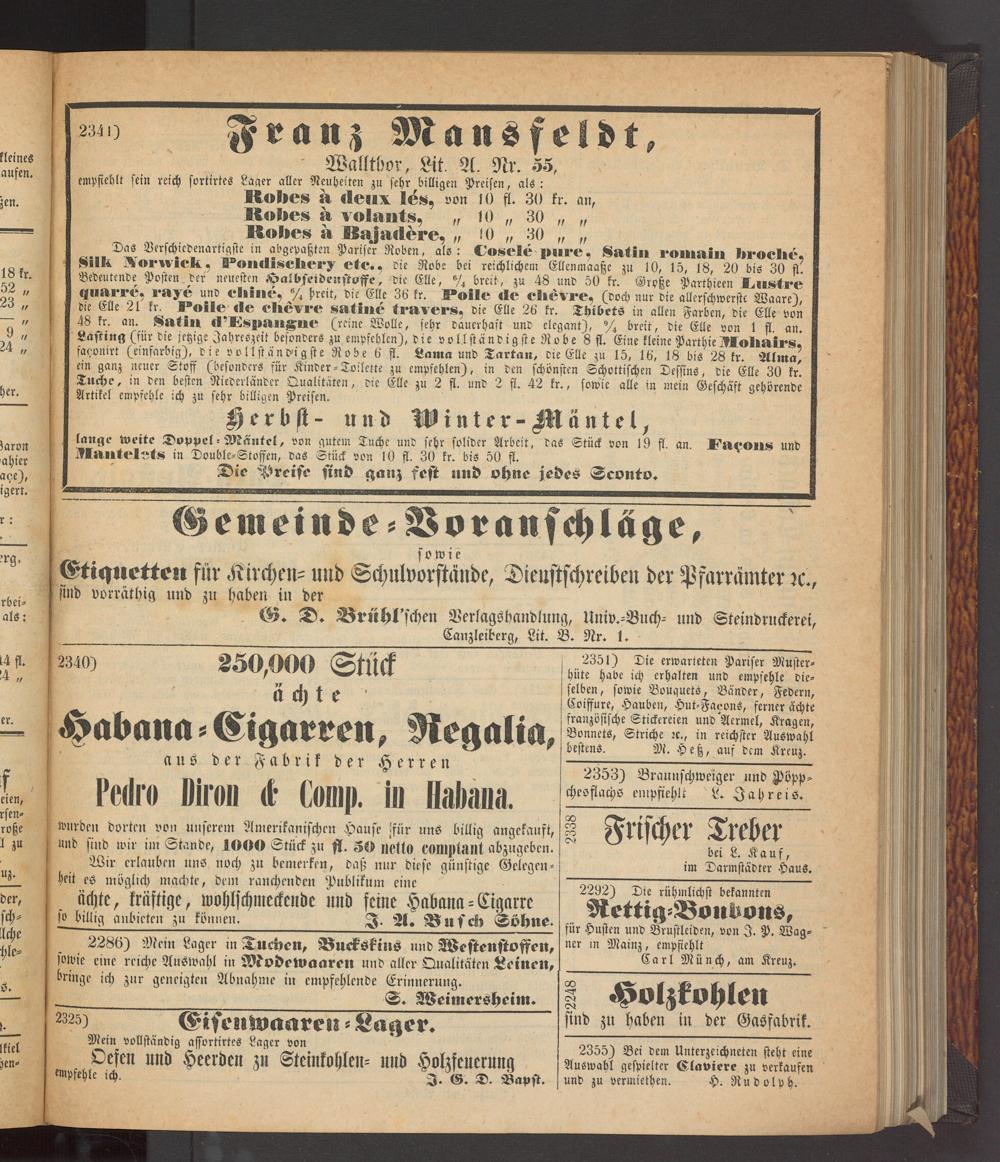 2341) Franz Mansfeldt,
Wallthor, Lit. A. Nr. 55,
empfiehlt sein reich sortirtes Lager aller Neuheiten zu sehr billigen Preisen, als:
Robes à deux lés, von 10 fl. 30 kr. an,
Robes à volants, „ 10 „ 30 „ „
Robes à Bajadère, „ 10 „ 30 „ „
Das Verschiedenartigste in abgepaßten Pariser Roben, als: Coselé pure, Satin romain broché,
Silk Norwick, Pondischery etc., die Robe bei reichlichem Ellenmaaße zu 10, 15, 18, 20 bis 30 fl.
Bedeutende Posten der neuesten Halbseidenstoffe, die Elle, 6/4 breit, zu 48 und 50 kr. Große Parthieen Lustre
quarré, rayé und chiné, 6/4 breit, die Elle 36 kr. Poile de chévre, (doch nur die allerschwerste Waare),
die Elle 21 kr. Poile de chévre satiné travers, die Elle 26 kr. Thibets in allen Farben, die Elle von
48 kr. an. Satin d'Espangne (reine Wolle, sehr dauerhaft und elegant), 6/4 breit, die Elle von 1 fl. an.
Lasting (für die jetzige Jahreszeit besonders zu empfehlen), die vollständigste Robe 8 fl. Eine kleine Parthie Mohairs,
façonirt (einfarbig), die vollständigste Robe 6 fl. Lama und Tartan, die Elle zu 15, 16, 18 bis 28 kr. Alma,
ein ganz neuer Stoff (besonders für Kinder-Toilette zu empfehlen), in den schönsten Schottischen Dessins, die Elle 30 kr.
Tuche, in den besten Niederländer Qualitäten, die Elle zu 2 fl. und 2 fl. 42 kr., sowie alle in mein Geschäft gehörende
Artikel empfehle ich zu sehr billigen Preisen.
Herbst- und Winter-Mäntel,
lange weite Doppel-Mäntel, von gutem Tuche und sehr solider Arbeit, das Stück von 19 fl. an. Façons und
Mantelets in Double-Stoffen, das Stück von 10 fl. 30 kr. bis 50 fl.
Die Preise sind ganz fest und ohne jedes Sconto.
Gemeinde-Voranschläge,
sowie
Etiquetten für Kirchen- und Schulvorstände, Dienstschreiben der Pfarrämter ꝛc.,
sind vorräthig und zu haben in der
G. D. Brühl'schen Verlagshandlung, Univ.-Buch- und Steindruckerei,
Canzleiberg, Lit. B. Nr. 1.
2340) 250,000 Stück
ächte
Habana-Cigarren, Regalia,
aus der Fabrik der Herren
Pedro Diron & Comp. in Habana.
wurden dorten von unserem Amerikanischen Hause für uns billig angekauft,
und sind wir im Stande, 1000 Stück zu fl. 50 netto comptant abzugeben.
Wir erlauben uns noch zu bemerken, daß nur diese günstige Gelegen-
heit es möglich machte, dem rauchenden Publikum eine
ächte, kräftige, wohlschmeckende und feine Habana-Cigarre
so billig anbieten zu können. J. A. Busch Söhne.
2286) Mein Lager in Tuchen, Buckskins und Westenstoffen,
sowie eine reiche Auswahl in Modewaaren und aller Qualitäten Leinen,
bringe ich zur geneigten Abnahme in empfehlende Erinnerung.
S. Weimersheim.
2325) Eisenwaaren-Lager.
Mein vollständig assortirtes Lager von
Oefen und Heerden zu Steinkohlen- und Holzfeuerung
empfehle ich. J. G. D. Bapst.
2351) Die erwarteten Pariser Muster-
hüte habe ich erhalten und empfehle die-
selben, sowie Bouquets, Bänder, Federn,
Coiffure, Hauben, Hut-Façons, ferner ächte
französische Stickereien und Aermel, Kragen,
Bonnets, Striche ꝛc., in reichster Auswahl
bestens. M. Heß, auf dem Kreuz.
2353) Braunschweiger und Pöpp-
chesflachs empfiehlt L. Jahreis.
2338 Frischer Treber
bei L. Kauf,
im Darmstädter Haus.
2292) Die rühmlichst bekannten
Rettig-Bonbons,
für Husten und Brustleiden, von J. P. Wag-
ner in Mainz, empfiehlt
Carl Münch, am Kreuz.
2248 Holzkohlen
sind zu haben in der Gasfabrik.
2355) Bei dem Unterzeichneten steht eine
Auswahl gespielter Claviere zu verkaufen
und zu vermiethen. H. Rudolph.